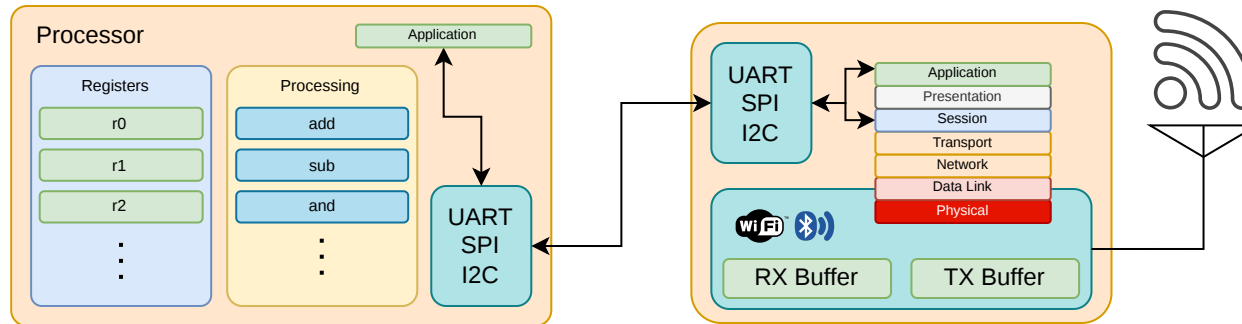 Processor
Application
Registers
r0
r1
r2
Processing
add
sub
and
UART
SPI
I2C
UART
SPI
I2C
Application
Presentation
Session
Transport
Network
Data Link
Physical
WiFi™
RX Buffer
TX Buffer